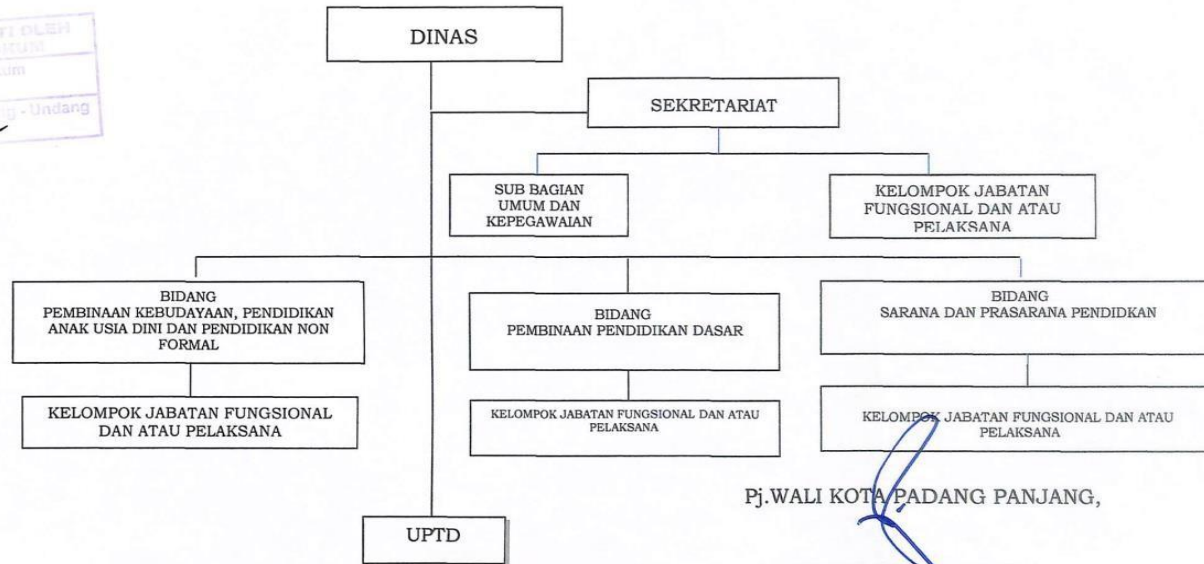 DINAS
SEKRETARIAT
SUB BAGIAN
UMUM DAN
KEPEGAWAIAN
KELOMPOK JABATAN
FUNGSIONAL DAN ATAU
PELAKSANA
BIDANG
PEMBINAAN KEBUDAYAAN, PENDIDIKAN
ANAK USIA DINI DAN PENDIDIKAN NON
FORMAL
BIDANG
PEMBINAAN PENDIDIKAN DASAR
BIDANG
SARANA DAN PRASARANA PENDIDKAN
KELOMPOK JABATAN FUNGSIONAL
DAN ATAU PELAKSANA
KELOMPOK JABATAN FUNGSIONAL DAN ATAU
PELAKSANA
KELOMPOK JABATAN FUNGSIONAL DAN ATAU
PELAKSANA
Pj.WALI KOTA PADANG PANJANG,
UPTD
OLEH
- Undang